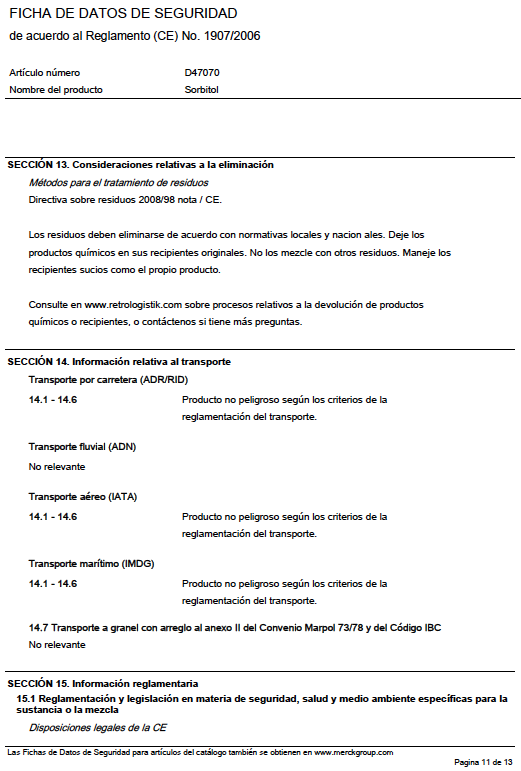 FICHA DE DATOS DE SEGURIDAD
de acuerdo al Reglamento (CE) No. 1907/2006
Artículo número D47070
Nombre del producto Sorbitol
SECCIÓN 13. Consideraciones relativas a la eliminación
Métodos para el tratamiento de residuos
Directiva sobre residuos 2008/98 nota / CE.
Los residuos deben eliminarse de acuerdo con normativas locales y nacion ales. Deje los
productos químicos en sus recipientes originales. No los mezcle con otros residuos. Maneje los
recipientes sucios como el propio producto.
Consulte en www.retrologistik.com sobre procesos relativos a la devolución de productos
químicos o recipientes, o contáctenos si tiene más preguntas.
SECCIÓN 14. Información relativa al transporte
Transporte por carretera (ADR/RID)
14.1 - 14.6 Producto no peligroso según los criterios de la
reglamentación del transporte.
Transporte fluvial (ADN)
No relevante
Transporte aéreo (IATA)
14.1 - 14.6 Producto no peligroso según los criterios de la
reglamentación del transporte.
Transporte marítimo (IMDG)
14.1 - 14.6 Producto no peligroso según los criterios de la
reglamentación del transporte.
14.7 Transporte a granel con arreglo al anexo II del Convenio Marpol 73/78 y del Código IBC
No relevante
SECCIÓN 15. Información reglamentaria
15.1 Reglamentación y legislación en materia de seguridad, salud y medio ambiente específicas para la
sustancia o la mezcla
Disposiciones legales de la CE
Las Fichas de Datos de Seguridad para artículos del catálogo también se obtienen en www.merckgroup.com
Pagina 11 de 13